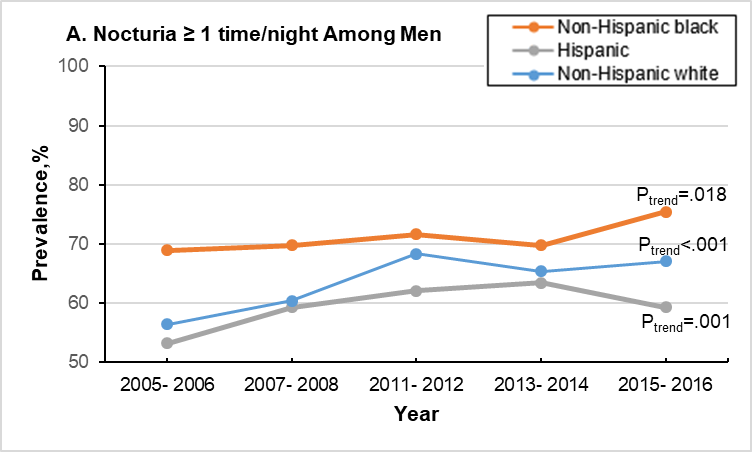 A. Nocturia ≥ 1 time/night Among Men
Non-Hispanic black
Hispanic
Non-Hispanic white
100
90
80
70
60
50
Prevalence,%
Ptrend=.018
Ptrend<.001
Ptrend=.001
2005- 2006
2007- 2008
2011- 2012
2013- 2014
2015- 2016
Year